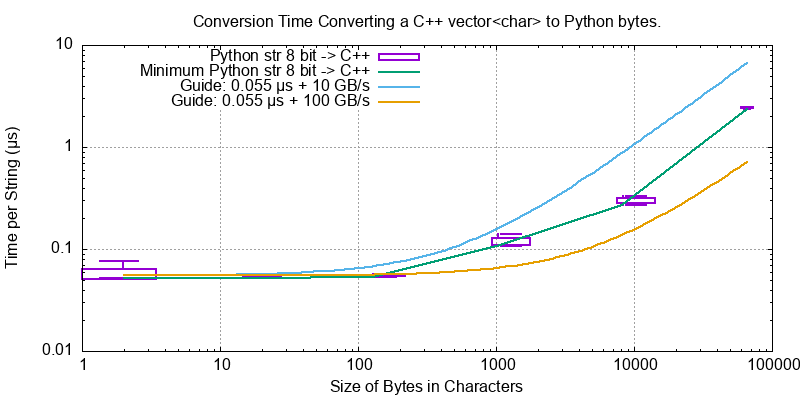 Conversion Time Converting a C++ vector<char> to Python bytes.
Python str 8 bit -> C++
Minimum Python str 8 bit -> C++
Guide: 0.055 µs + 10 GB/s
Guide: 0.055 µs + 100 GB/s
Time per String (µs)
10
1
0.1
0.01
1
10
100
1000
10000
100000
Size of Bytes in Characters